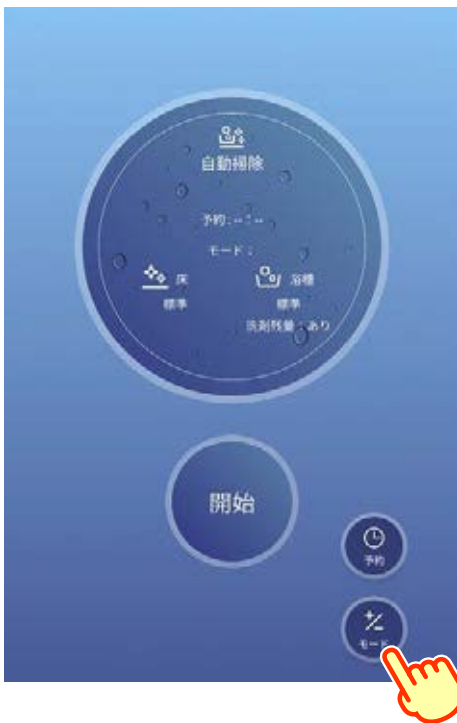 自動掃除
予約:--:--
モード:
床
浴槽
標準
標準
洗剤残量:あり
開始
予約
モード